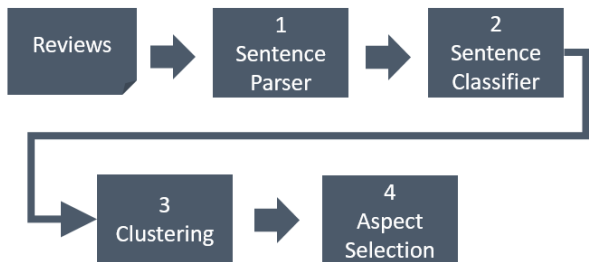 Reviews
1
Sentence
Parser
2
Sentence
Classifier
3
Clustering
4
Aspect
Selection